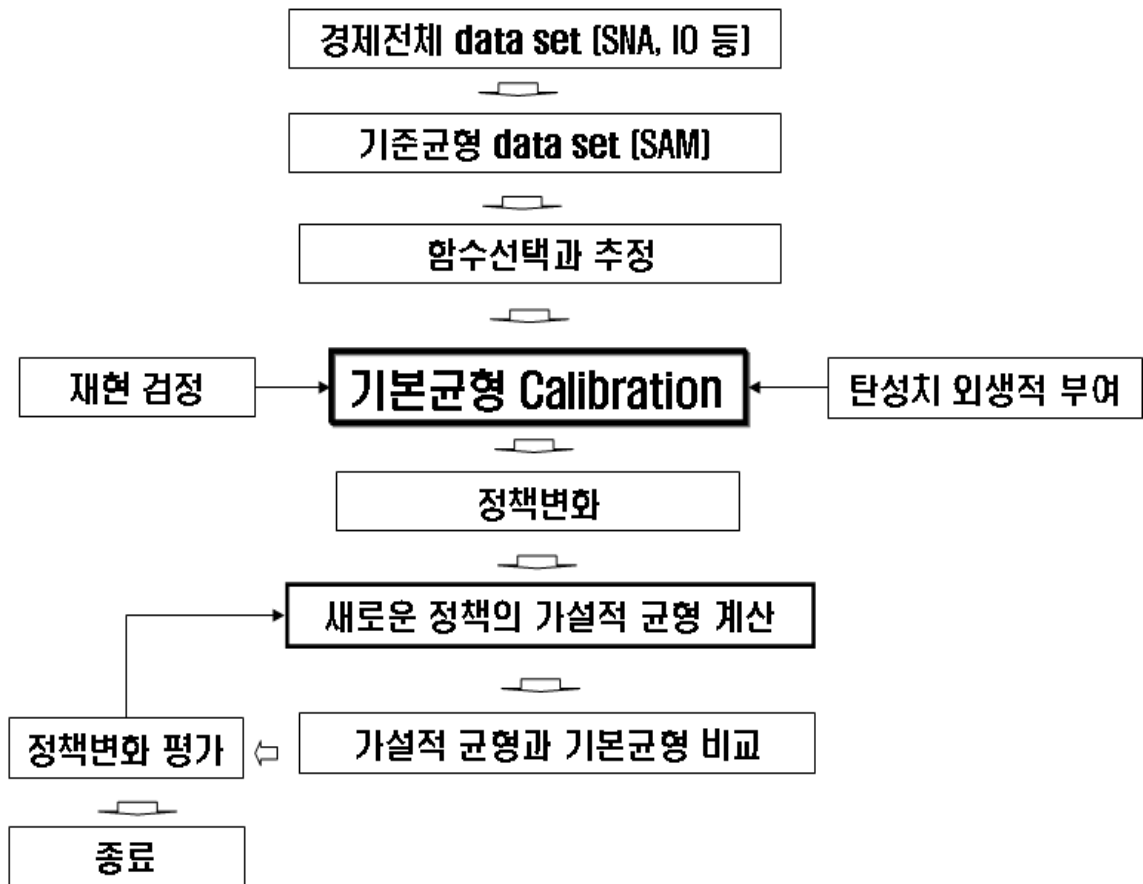 경제전체 data set (SNA, IO 등)
기준균형 data set (SAM)
함수선택과 추정
재현 검정
기본균형 Calibration
탄성치 외생적 부여
정책변화
새로운 정책의 가설적 균형 계산
정책변화 평가
가설적 균형과 기본균형 비교
종료